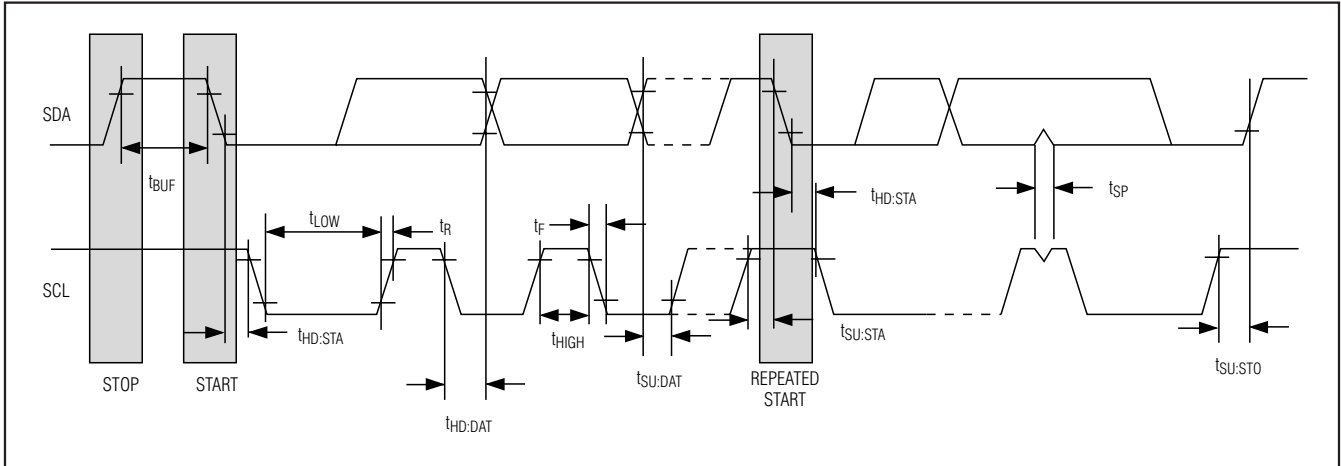 SDA
tBUF
tHD:STA
tSP
tLOW
tR
tF
SCL
tHD:STA
tHIGH
tSU:STA
tSU:DAT
tSU:STO
STOP
START
REPEATED
START
tHD:DAT